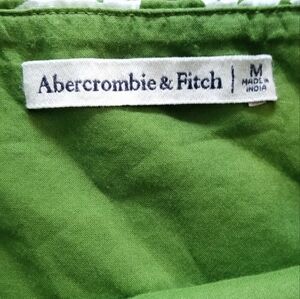 Abercrombie & Fitch
M
MADE IN
INDIA